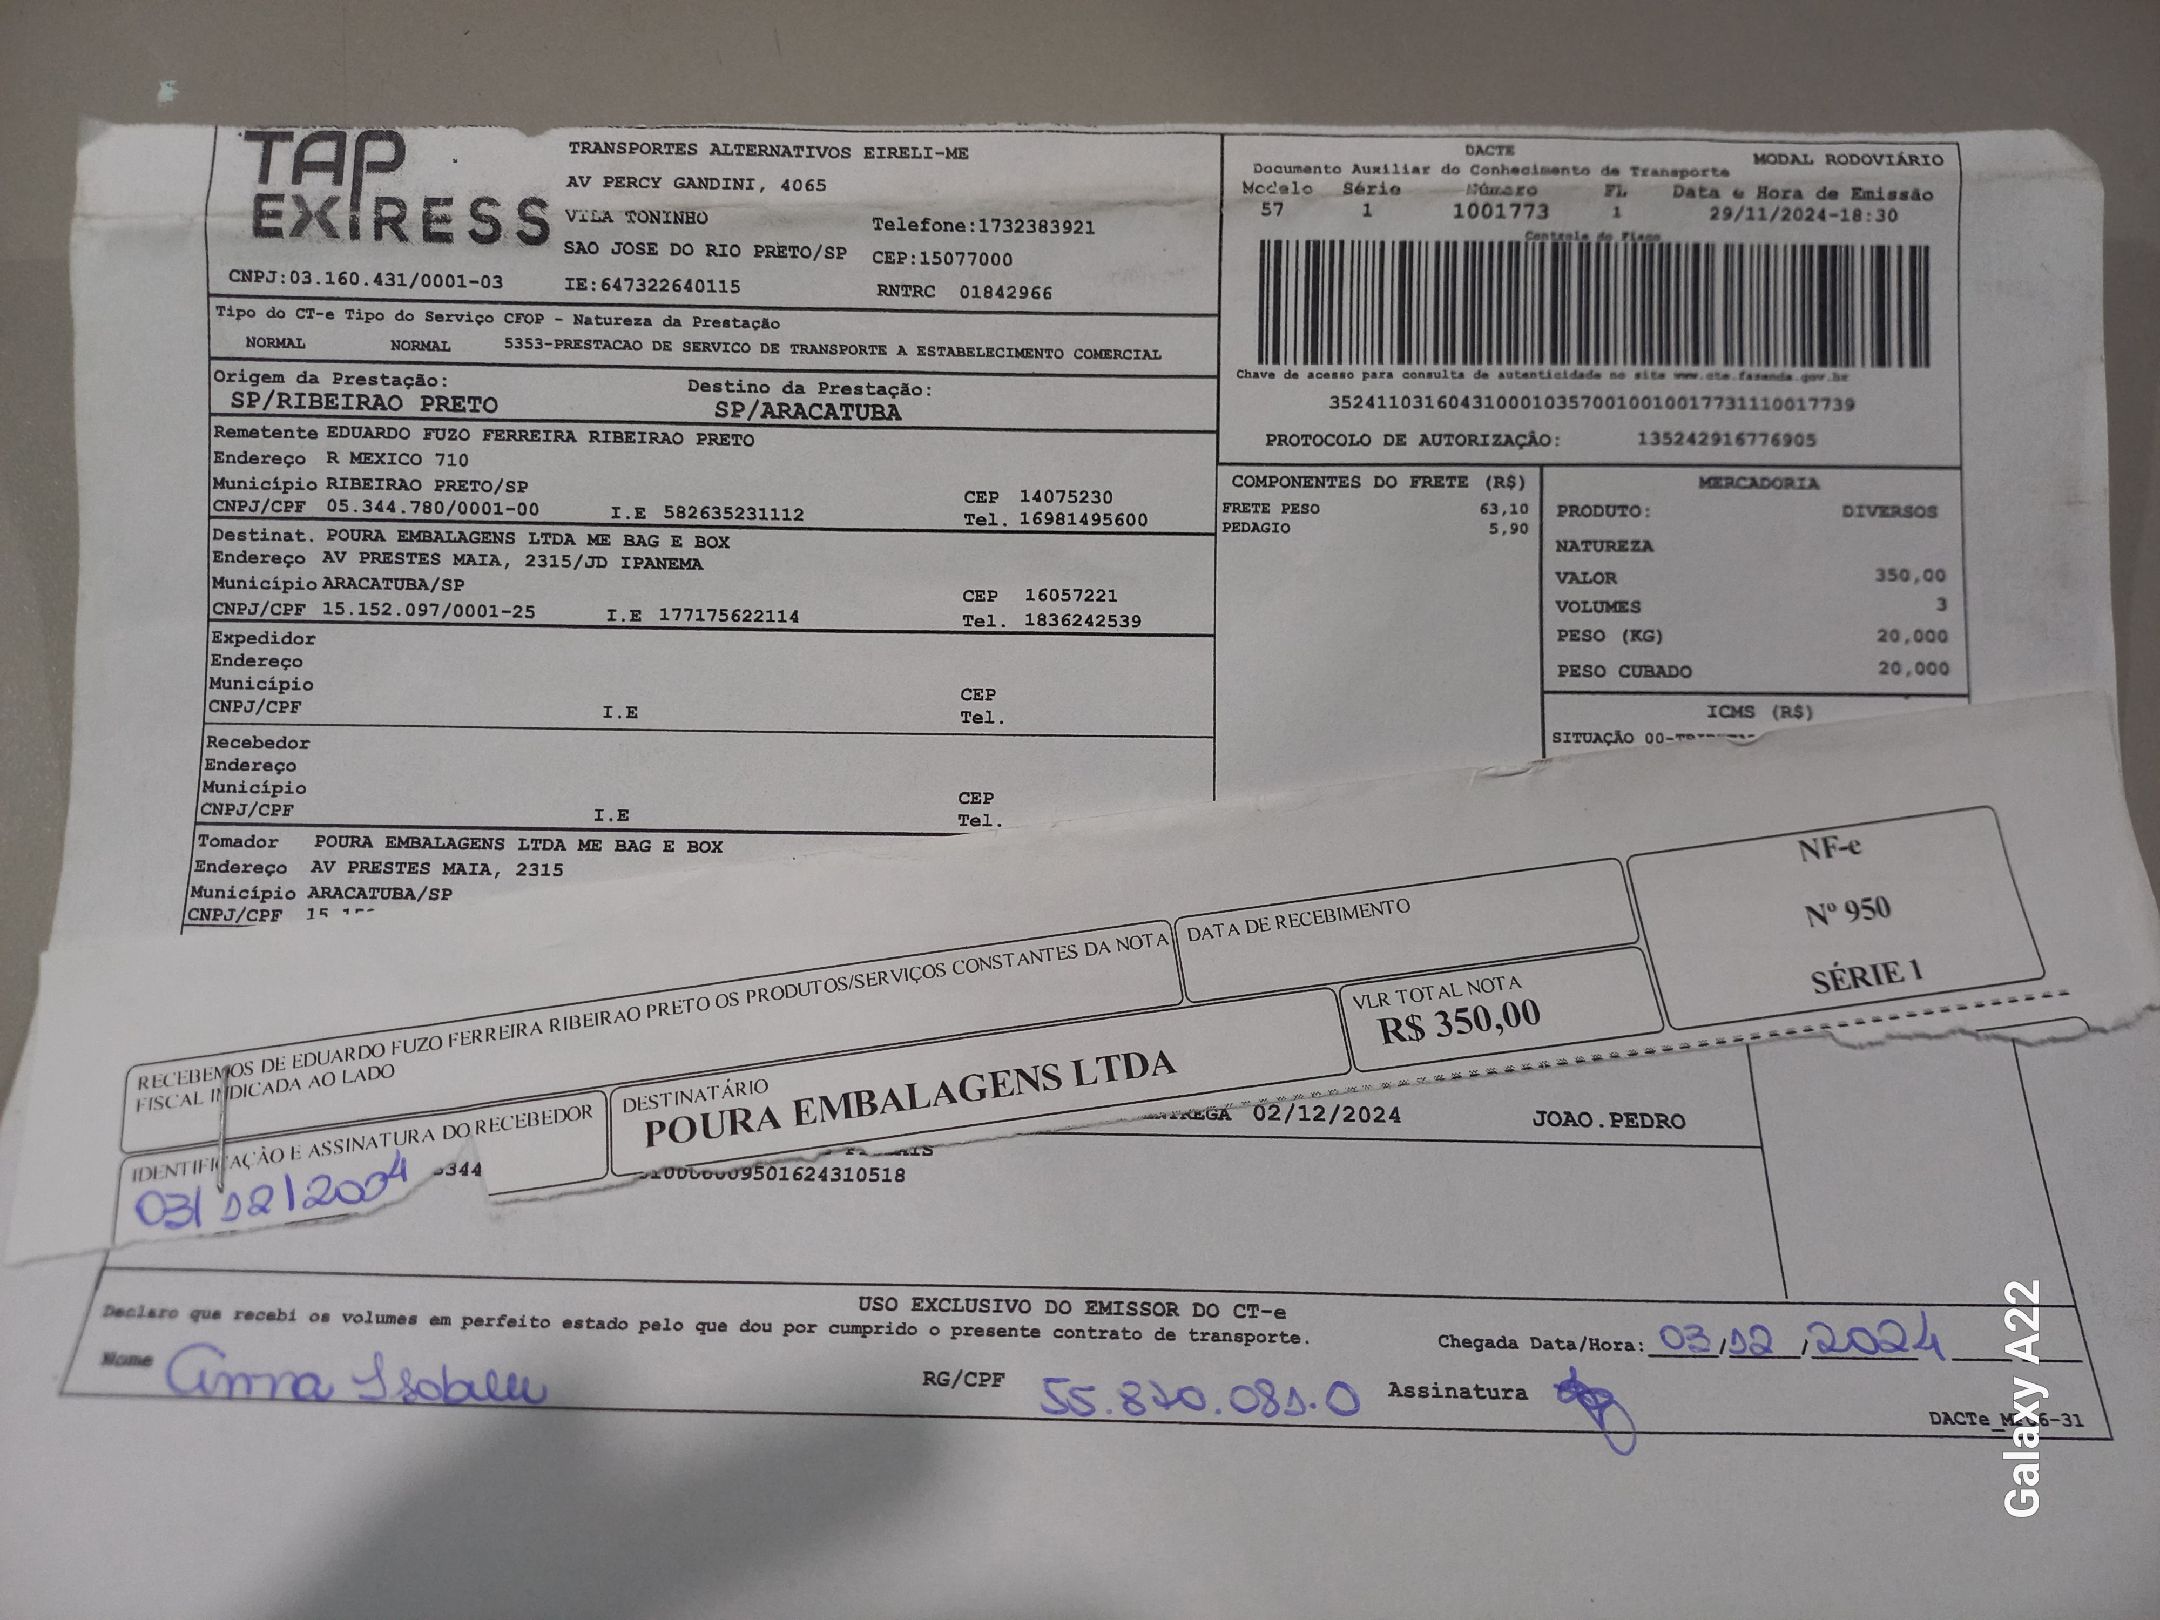 TAP
EXPRESS
TRANSPORTES ALTERNATIVOS EIRELI-ME
AV PERCY GANDINI, 4065
VILA TONINHO
Telefone:1732383921
SAO JOSE DO RIO PRETO/SP
CEP:15077000
CNPJ:03.160.431/0001-03
IE:647322640115
RNTRC 01842966
DACTE
MODAL RODOVIÁRIO
Documento Auxiliar do Conhecimento de Transporte
Modelo Série Número FL Data e Hora de Emissão
57 1 1001773 1 29/11/2024-18:30
Controle do Fisco
Chave de acesso para consulta de autenticidade no site www.cte.fazenda.gov.br
35241103160431000103570010010017731110017739
PROTOCOLO DE AUTORIZAÇÃO: 135242916776905
Tipo do CT-e Tipo do Serviço CFOP - Natureza da Prestação
NORMAL NORMAL 5353-PRESTACAO DE SERVICO DE TRANSPORTE A ESTABELECIMENTO COMERCIAL
Origem da Prestação: Destino da Prestação:
SP/RIBEIRAO PRETO SP/ARACATUBA
Remetente EDUARDO FUZO FERREIRA RIBEIRAO PRETO
Endereço R MEXICO 710
Município RIBEIRAO PRETO/SP CEP 14075230
CNPJ/CPF 05.344.780/0001-00 I.E 582635231112 Tel. 16981495600
Destinat. POURA EMBALAGENS LTDA ME BAG E BOX
Endereço AV PRESTES MAIA, 2315/JD IPANEMA
Município ARACATUBA/SP CEP 16057221
CNPJ/CPF 15.152.097/0001-25 I.E 177175622114 Tel. 1836242539
Expedidor
Endereço
Município CEP
CNPJ/CPF I.E Tel.
Recebedor
Endereço
Município CEP
CNPJ/CPF I.E Tel.
Tomador POURA EMBALAGENS LTDA ME BAG E BOX
Endereço AV PRESTES MAIA, 2315
Município ARACATUBA/SP
CNPJ/CPF 15
COMPONENTES DO FRETE (R$)
FRETE PESO 63,10
PEDAGIO 5,90
MERCADORIA
PRODUTO: DIVERSOS
NATUREZA
VALOR 350,00
VOLUMES 3
PESO (KG) 20,000
PESO CUBADO 20,000
ICMS (R$)
SITUAÇÃO 00-
RECEBEMOS DE EDUARDO FUZO FERREIRA RIBEIRAO PRETO OS PRODUTOS/SERVIÇOS CONSTANTES DA NOTA
FISCAL INDICADA AO LADO
DATA DE RECEBIMENTO
NF-e
Nº 950
SÉRIE 1
IDENTIFICAÇÃO E ASSINATURA DO RECEBEDOR
03/12/2004
DESTINATÁRIO
POURA EMBALAGENS LTDA
VLR TOTAL NOTA
R$ 350,00
02/12/2024 JOAO.PEDRO
344
9501624310518
USO EXCLUSIVO DO EMISSOR DO CT-e
Declaro que recebi os volumes em perfeito estado pelo que dou por cumprido o presente contrato de transporte.
Chegada Data/Hora: 03/12/2024
Nome Anna Isabelle RG/CPF 55.870.081.0 Assinatura
Galaxy A22